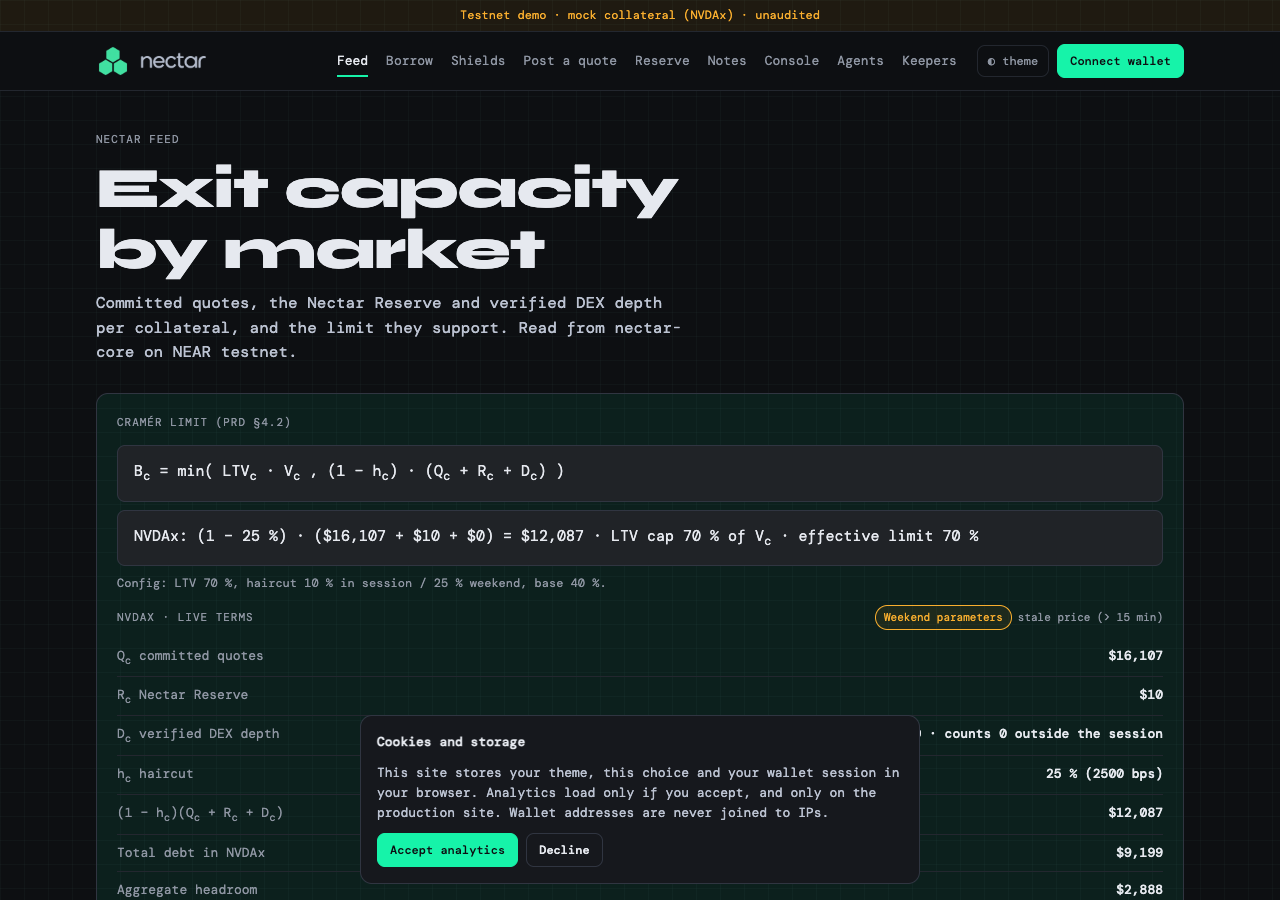 Testnet demo · mock collateral (NVDAx) · unaudited
nectar
Feed Borrow Shields Post a quote Reserve Notes Console Agents Keepers ◐ theme Connect wallet
NECTAR FEED
Exit capacity
by market
Committed quotes, the Nectar Reserve and verified DEX depth
per collateral, and the limit they support. Read from nectar-
core on NEAR testnet.
CRAMÉR LIMIT (PRD §4.2)
Bc = min( LTVc · Vc , (1 − hc) · (Qc + Rc + Dc) )
NVDAx: (1 − 25 %) · ($16,107 + $10 + $0) = $12,087 · LTV cap 70 % of Vc · effective limit 70 %
Config: LTV 70 %, haircut 10 % in session / 25 % weekend, base 40 %.
NVDAX · LIVE TERMS Weekend parameters stale price (> 15 min)
Qc committed quotes $16,107
Rc Nectar Reserve $10
Dc verified DEX depth · counts 0 outside the session
hc haircut 25 % (2500 bps)
(1 − hc)(Qc + Rc + Dc) $12,087
Total debt in NVDAx $9,199
Aggregate headroom $2,888
Cookies and storage
This site stores your theme, this choice and your wallet session in
your browser. Analytics load only if you accept, and only on the
production site. Wallet addresses are never joined to IPs.
Accept analytics Decline